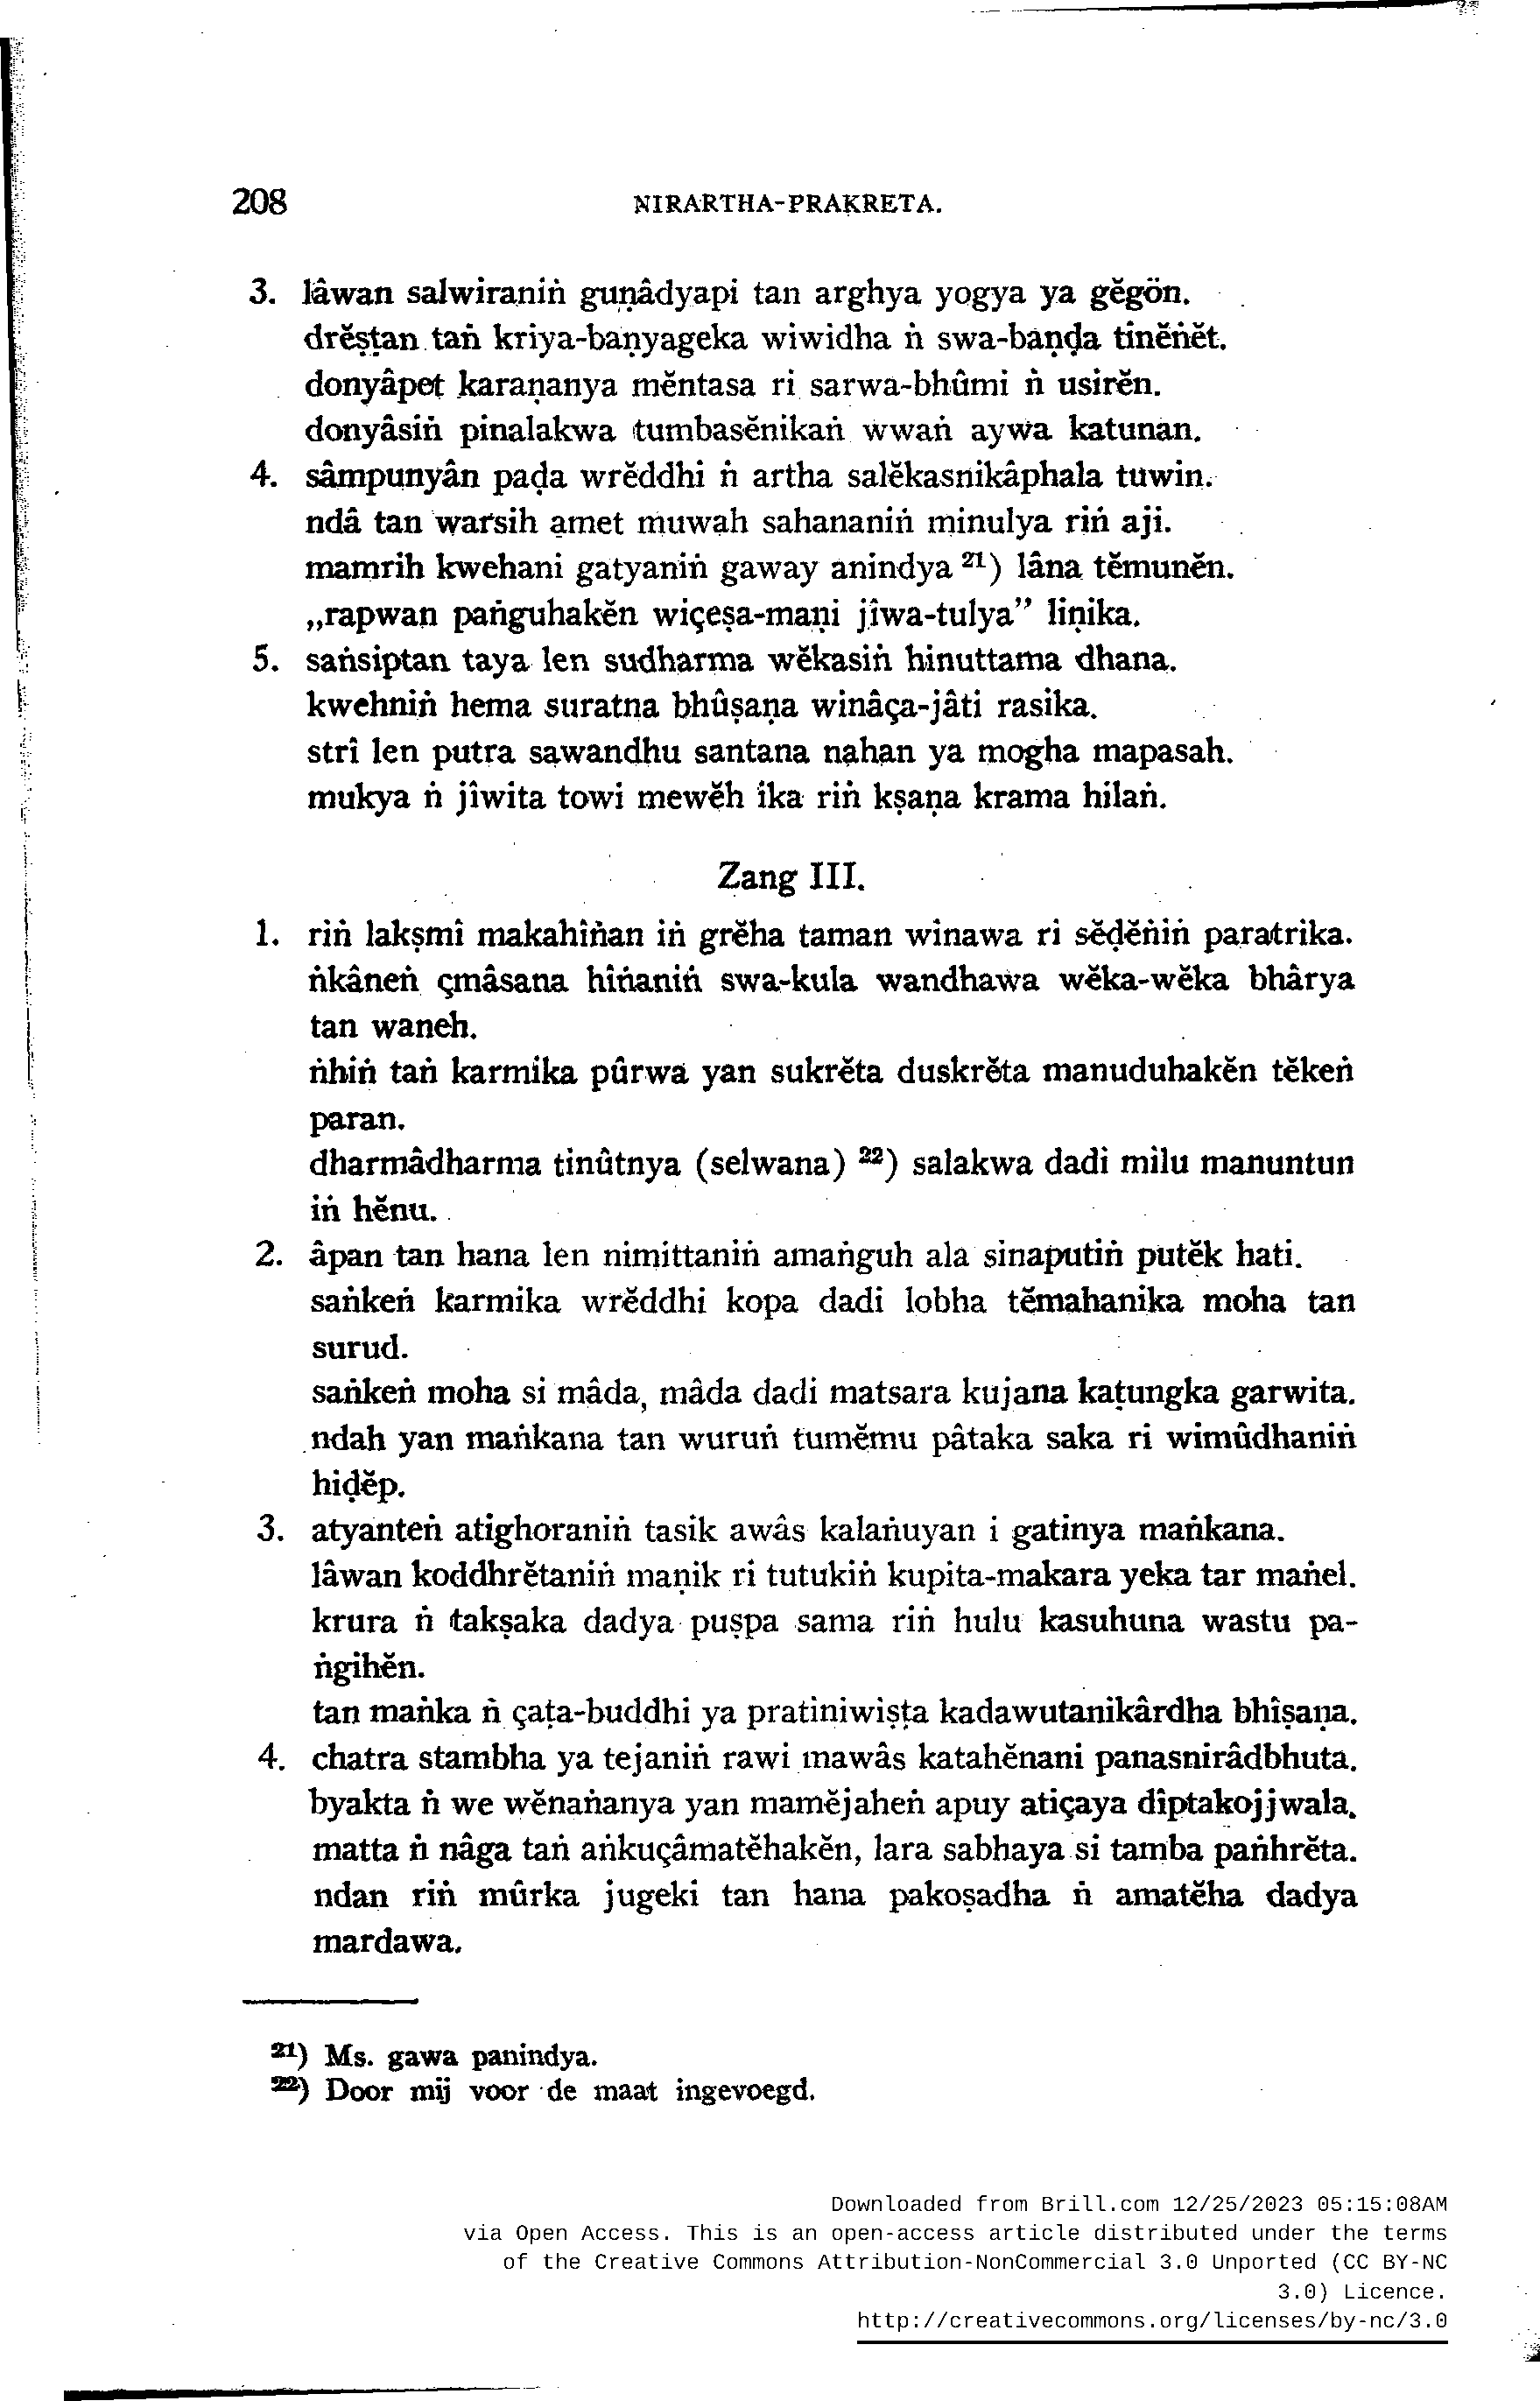 208 NIRARTHA-PRAKRETA.
3. lâwan salwiraniṅ guṇâdyapi tan arghya yogya ya gĕgön.
drĕṣṭan taṅ kriya-baṇyageka wiwidha ṅ swa-baṇḍa tinĕṅĕt.
donyâpet karaṇanya mĕntasa ri sarwa-bhûmi ṅ usirĕn.
donyâsiṅ pinalakwa tumbasĕnikaṅ wwaṅ aywa katunan.
4. sâmpunyân paḍa wrĕddhi ṅ artha salĕkasnikâphala tuwin.
ndâ tan warsih amet muwah sahananiṅ minulya riṅ aji.
mamrih kwehani gatyaniṅ gaway anindya ²¹) lâna tĕmunĕn.
„rapwan paṅguhakĕn wiçeṣa-maṇi jîwa-tulya” liṇika.
5. saṅsiptan taya len sudharma wĕkasiṅ hinuttama dhana.
kwehniṅ hema suratna bhûṣaṇa winâça-jâti rasika.
strî len putra sawandhu santana nahan ya mogha mapasah.
mukya ṅ jîwita towi mewĕh ika riṅ kṣaṇa krama hilaṅ.
Zang III.
1. riṅ lakṣmî makahîṅan iṅ grĕha taman winawa ri sĕḍĕṅiṅ paratrika.
ṅkâneṅ çmâsana hîṅaniṅ swa-kula wandhawa wĕka-wĕka bhârya
tan waneh.
ṅhiṅ taṅ karmika pûrwa yan sukrĕta duskrĕta manuduhakĕn tĕkeṅ
paran.
dharmâdharma tinûtnya (selwana) ²²) salakwa dadi milu manuntun
iṅ hĕnu.
2. âpan tan hana len nimittaniṅ amaṅguh ala sinaputiṅ putĕk hati.
saṅkeṅ karmika wrĕddhi kopa dadi lobha tĕmahanika moha tan
surud.
saṅkeṅ moha si mâda, mâda dadi matsara kujana kaṭungka garwita.
ndah yan maṅkana tan wuruṅ tumĕmu pâtaka saka ri wimûdhaniṅ
hiḍĕp.
3. atyanteṅ atighoraniṅ tasik awâs kalaṅuyan i gatinya maṅkana.
lâwan koddhrĕtaniṅ maṇik ri tutukiṅ kupita-makara yeka tar maṅel.
krura ṅ takṣaka dadya puṣpa sama riṅ hulu kasuhuna wastu pa-
ṅgihĕn.
tan maṅka ṅ çaṭa-buddhi ya pratiniwiṣṭa kadawutanikârdha bhîṣaṇa.
4. chatra stambha ya tejaniṅ rawi mawâs katahĕnani panasnirâdbhuta.
byakta ṅ we wĕnaṅanya yan mamĕjaheṅ apuy atiçaya dîptakojjwala.
matta ṅ nâga taṅ aṅkuçâmatĕhakĕn, lara sabhaya si tamba paṅhrĕta.
ndan riṅ mûrka jugeki tan hana pakoṣadha ṅ amatĕha dadya
mardawa.
²¹) Ms. gawa panindya.
²²) Door mij voor de maat ingevoegd.
Downloaded from Brill.com 12/25/2023 05:15:08AM
via Open Access. This is an open-access article distributed under the terms
of the Creative Commons Attribution-NonCommercial 3.0 Unported (CC BY-NC
3.0) Licence.
http://creativecommons.org/licenses/by-nc/3.0